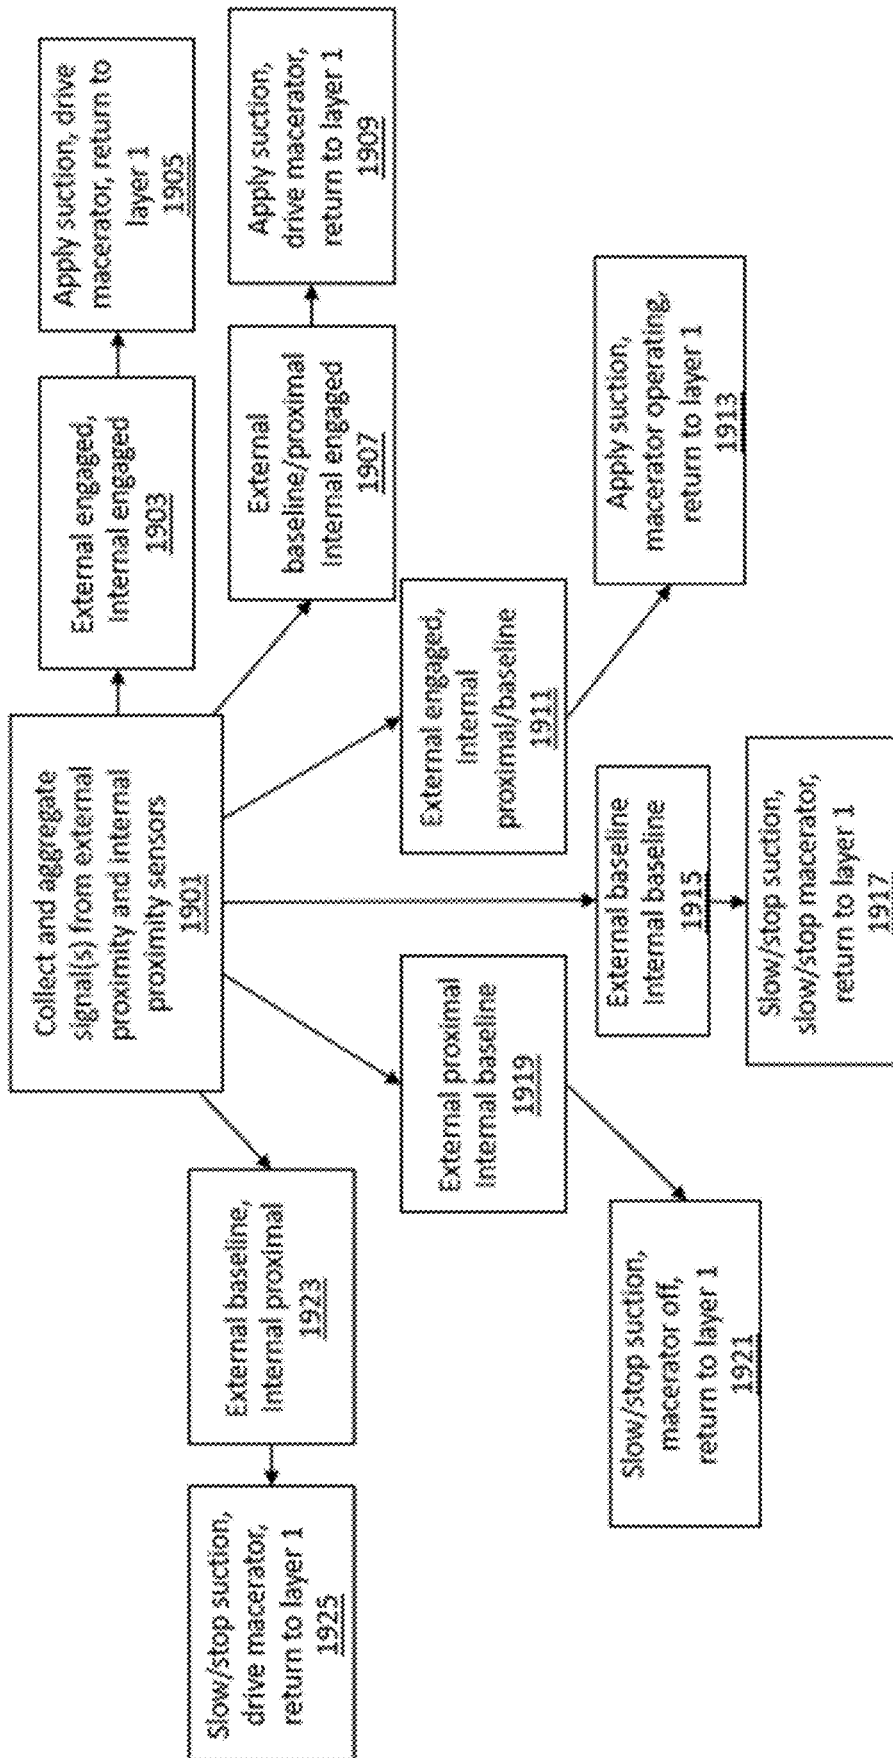 Collect and aggregate
signal(s) from external
proximity and internal
proximity sensors
1901
External engaged,
internal engaged
1903
Apply suction, drive
macerator, return to
layer 1
1905
External
baseline/proximal
internal engaged
1907
Apply suction,
drive macerator,
return to layer 1
1909
External engaged,
internal
proximal/baseline
1911
Apply suction,
macerator operating,
return to layer 1
1913
External baseline
internal baseline
1915
Slow/stop suction,
slow/stop macerator,
return to layer 1
1917
External proximal
internal baseline
1919
Slow/stop suction,
macerator off,
return to layer 1
1921
External baseline,
internal proximal
1923
Slow/stop suction,
drive macerator,
return to layer 1
1925